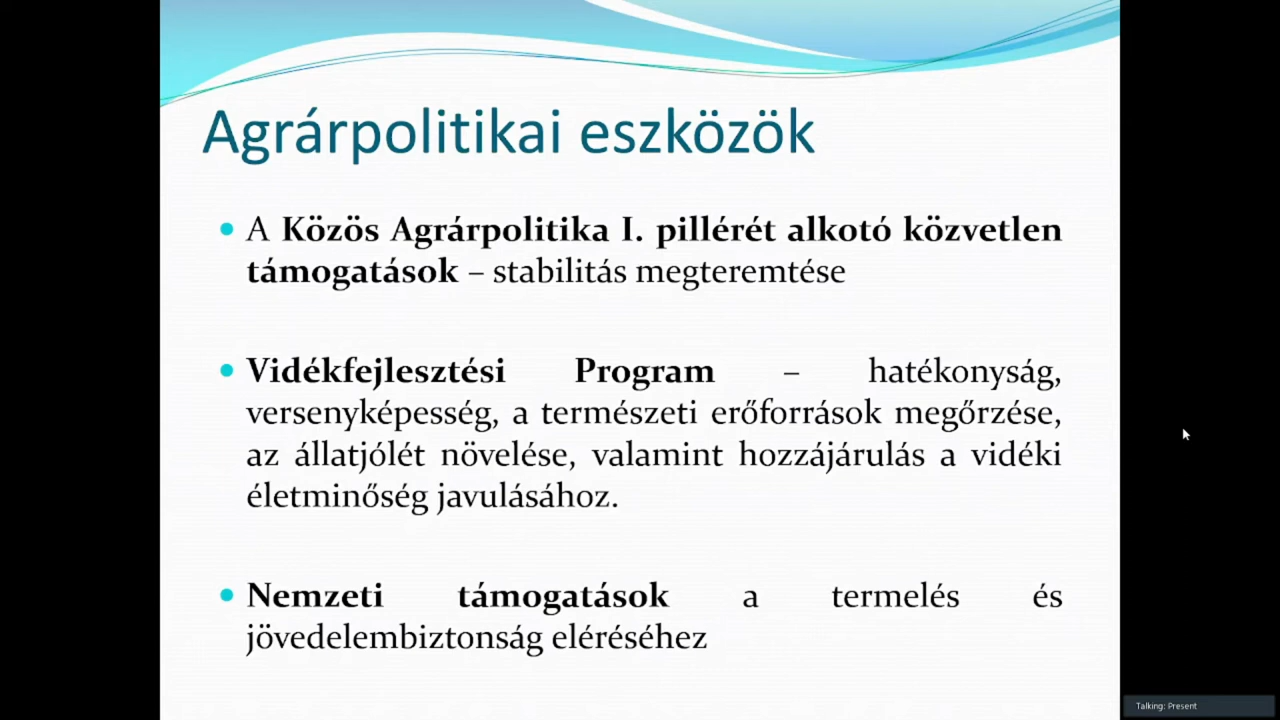 Agrárpolitikai eszközök
• A Közös Agrárpolitika I. pillérét alkotó közvetlen
támogatások – stabilitás megteremtése
• Vidékfejlesztési Program – hatékonyság,
versenyképesség, a természeti erőforrások megőrzése,
az állatjólét növelése, valamint hozzájárulás a vidéki
életminőség javulásához.
• Nemzeti támogatások a termelés és
jövedelembiztonság eléréséhez
Talking: Present